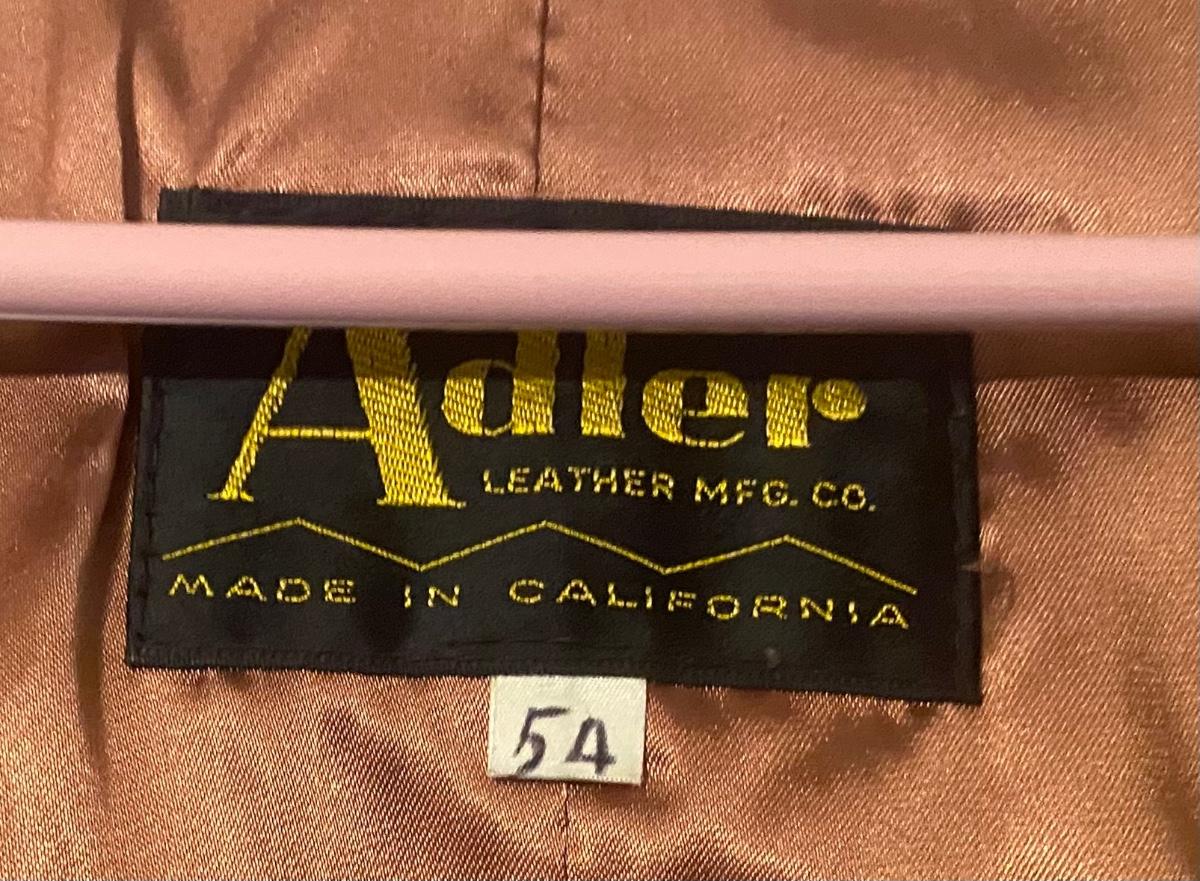 Adler
LEATHER MFG. CO.
MADE IN CALIFORNIA
54